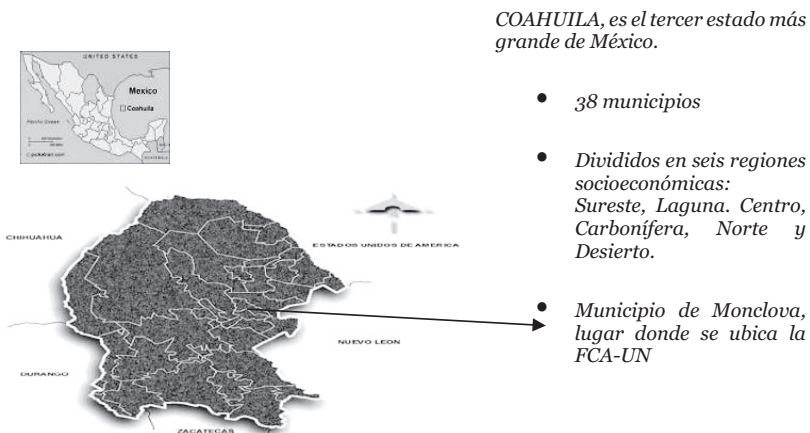 COAHUILA, es el tercer estado más
grande de México.
UNITED STATES
Mexico
Coahuila
Pacific Ocean
• 38 municipios
• Divididos en seis regiones
socioeconómicas:
Sureste, Laguna. Centro,
Carbonífera, Norte y
Desierto.
CHIHUAHUA
ESTADOS UNIDOS DE AMERICA
• Municipio de Monclova,
lugar donde se ubica la
FCA-UN
NUEVO LEON
DURANGO
ZACATECAS